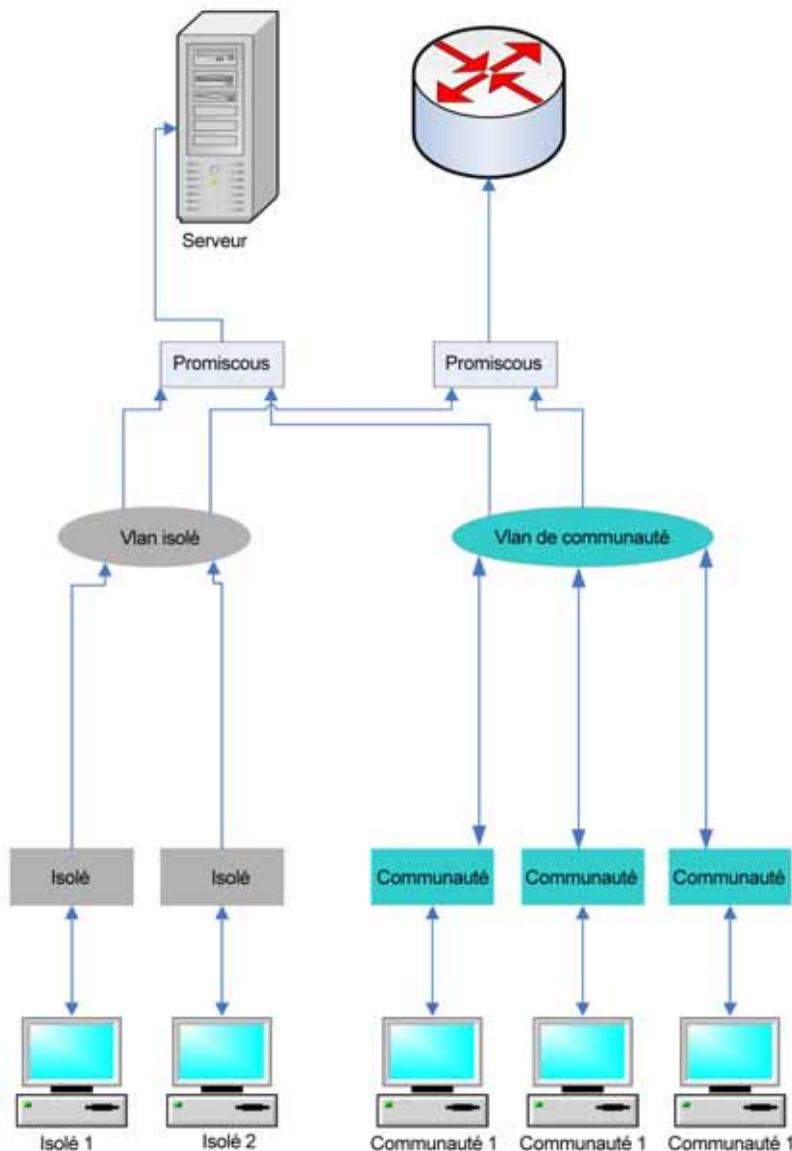 Serveur
Promiscous
Promiscous
Vlan isolé
Vlan de communauté
Isolé
Isolé
Communauté
Communauté
Communauté
Isolé 1
Isolé 2
Communauté 1
Communauté 1
Communauté 1